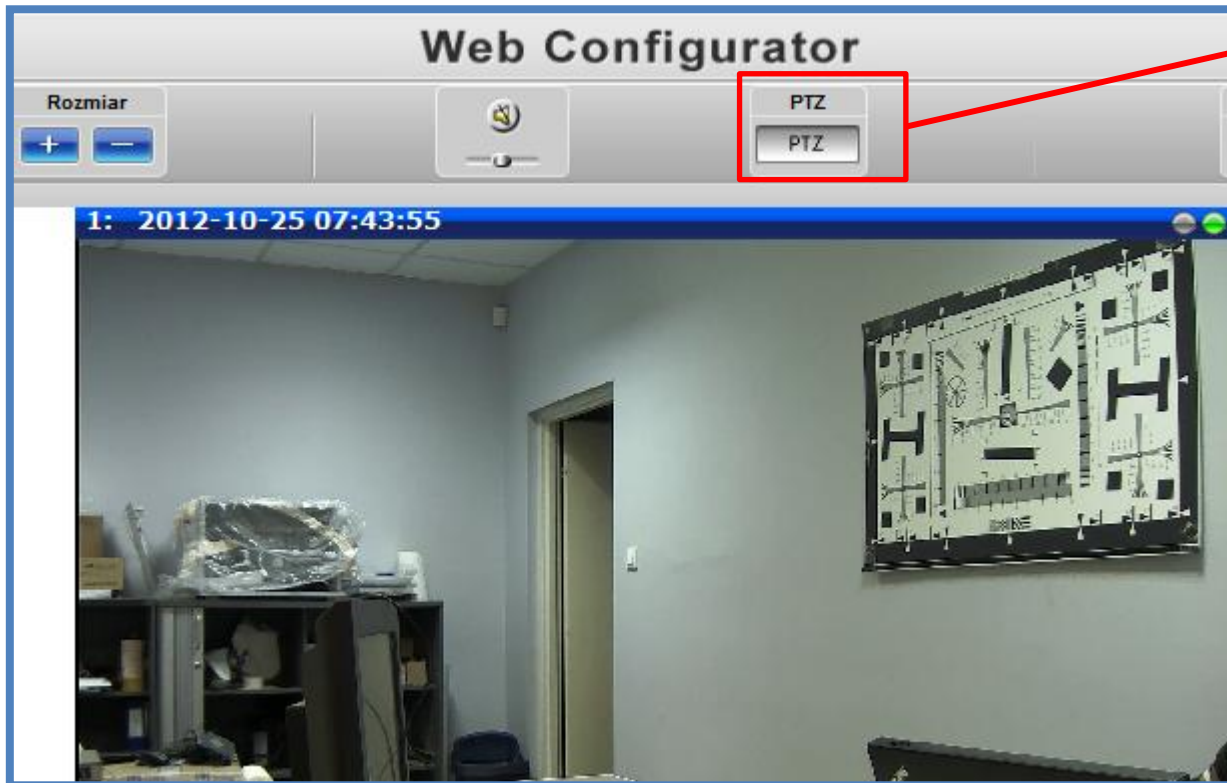 Web Configurator
Rozmiar
PTZ
+ −
PTZ
1: 2012-10-25 07:43:55